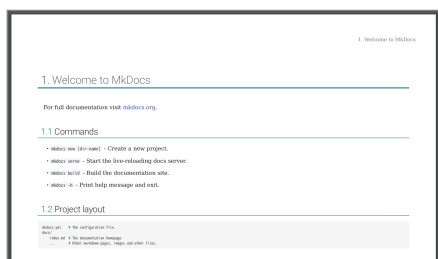 1. Welcome to MkDocs
1. Welcome to MkDocs
For full documentation visit mkdocs.org.
1.1 Commands
• mkdocs new [dir-name] - Create a new project.
• mkdocs serve - Start the live-reloading docs server.
• mkdocs build - Build the documentation site.
• mkdocs -h - Print help message and exit.
1.2 Project layout
mkdocs.yml # The configuration file.
docs/
index.md # The documentation homepage.
... # Other markdown pages, images and other files.